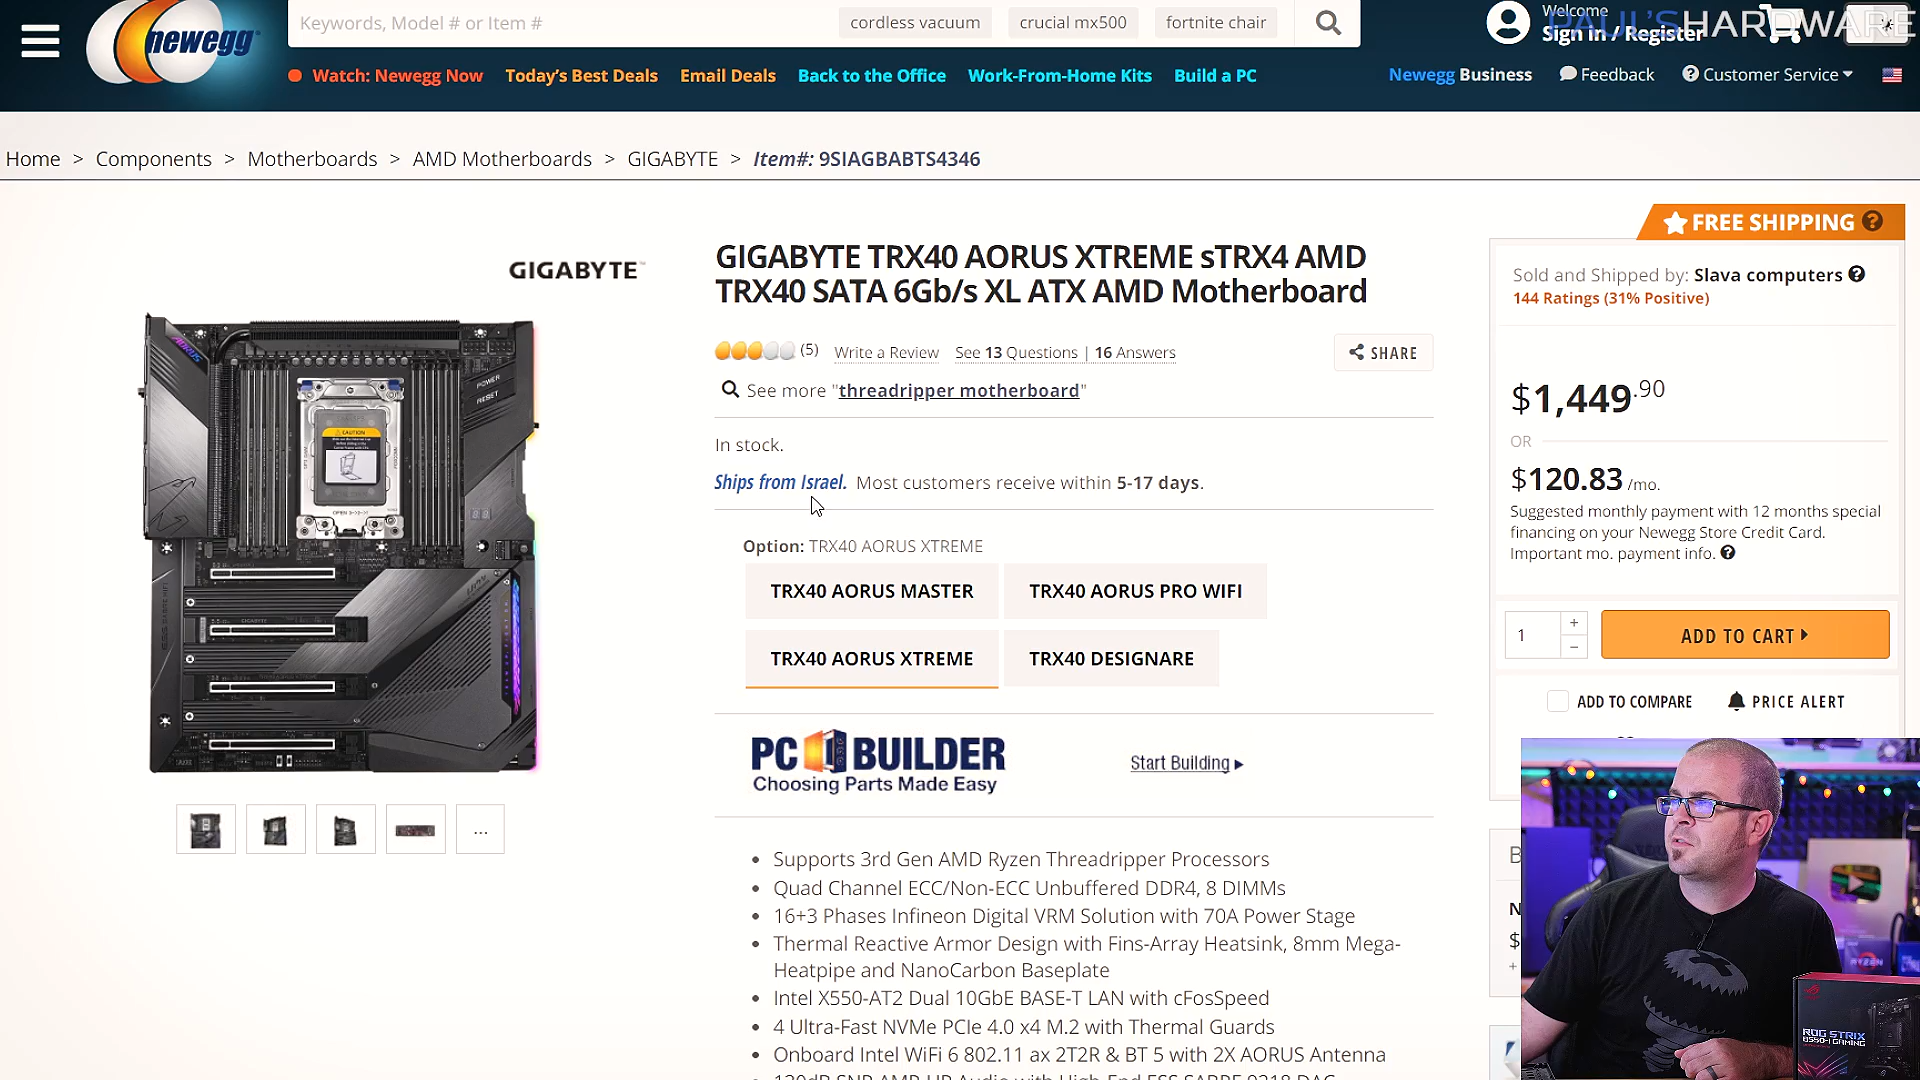 newegg
Keywords, Model # or Item #
cordless vacuum
crucial mx500
fortnite chair
Welcome
Sign in / Register
PAUL'SHARDWARE
Watch: Newegg Now
Today's Best Deals
Email Deals
Back to the Office
Work-From-Home Kits
Build a PC
Newegg Business
Feedback
Customer Service
Home > Components > Motherboards > AMD Motherboards > GIGABYTE > Item#: 9SIAGBABTS4346
FREE SHIPPING
GIGABYTE
GIGABYTE TRX40 AORUS XTREME sTRX4 AMD
TRX40 SATA 6Gb/s XL ATX AMD Motherboard
Sold and Shipped by: Slava computers
144 Ratings (31% Positive)
(5) Write a Review See 13 Questions | 16 Answers
SHARE
See more "threadripper motherboard"
$1,449.90
OR
In stock.
$120.83 /mo.
Ships from Israel. Most customers receive within 5-17 days.
Suggested monthly payment with 12 months special
financing on your Newegg Store Credit Card.
Important mo. payment info.
AORUS
POWER
RESET
CAUTION
Option: TRX40 AORUS XTREME
TRX40 AORUS MASTER
TRX40 AORUS PRO WIFI
1
+
−
ADD TO CART
TRX40 AORUS XTREME
TRX40 DESIGNARE
ADD TO COMPARE
PRICE ALERT
PC BUILDER
Choosing Parts Made Easy
Start Building
...
• Supports 3rd Gen AMD Ryzen Threadripper Processors
• Quad Channel ECC/Non-ECC Unbuffered DDR4, 8 DIMMs
• 16+3 Phases Infineon Digital VRM Solution with 70A Power Stage
• Thermal Reactive Armor Design with Fins-Array Heatsink, 8mm Mega-
Heatpipe and NanoCarbon Baseplate
• Intel X550-AT2 Dual 10GbE BASE-T LAN with cFosSpeed
• 4 Ultra-Fast NVMe PCIe 4.0 x4 M.2 with Thermal Guards
• Onboard Intel WiFi 6 802.11 ax 2T2R & BT 5 with 2X AORUS Antenna
RYZEN
ROG STRIX
B550-I GAMING